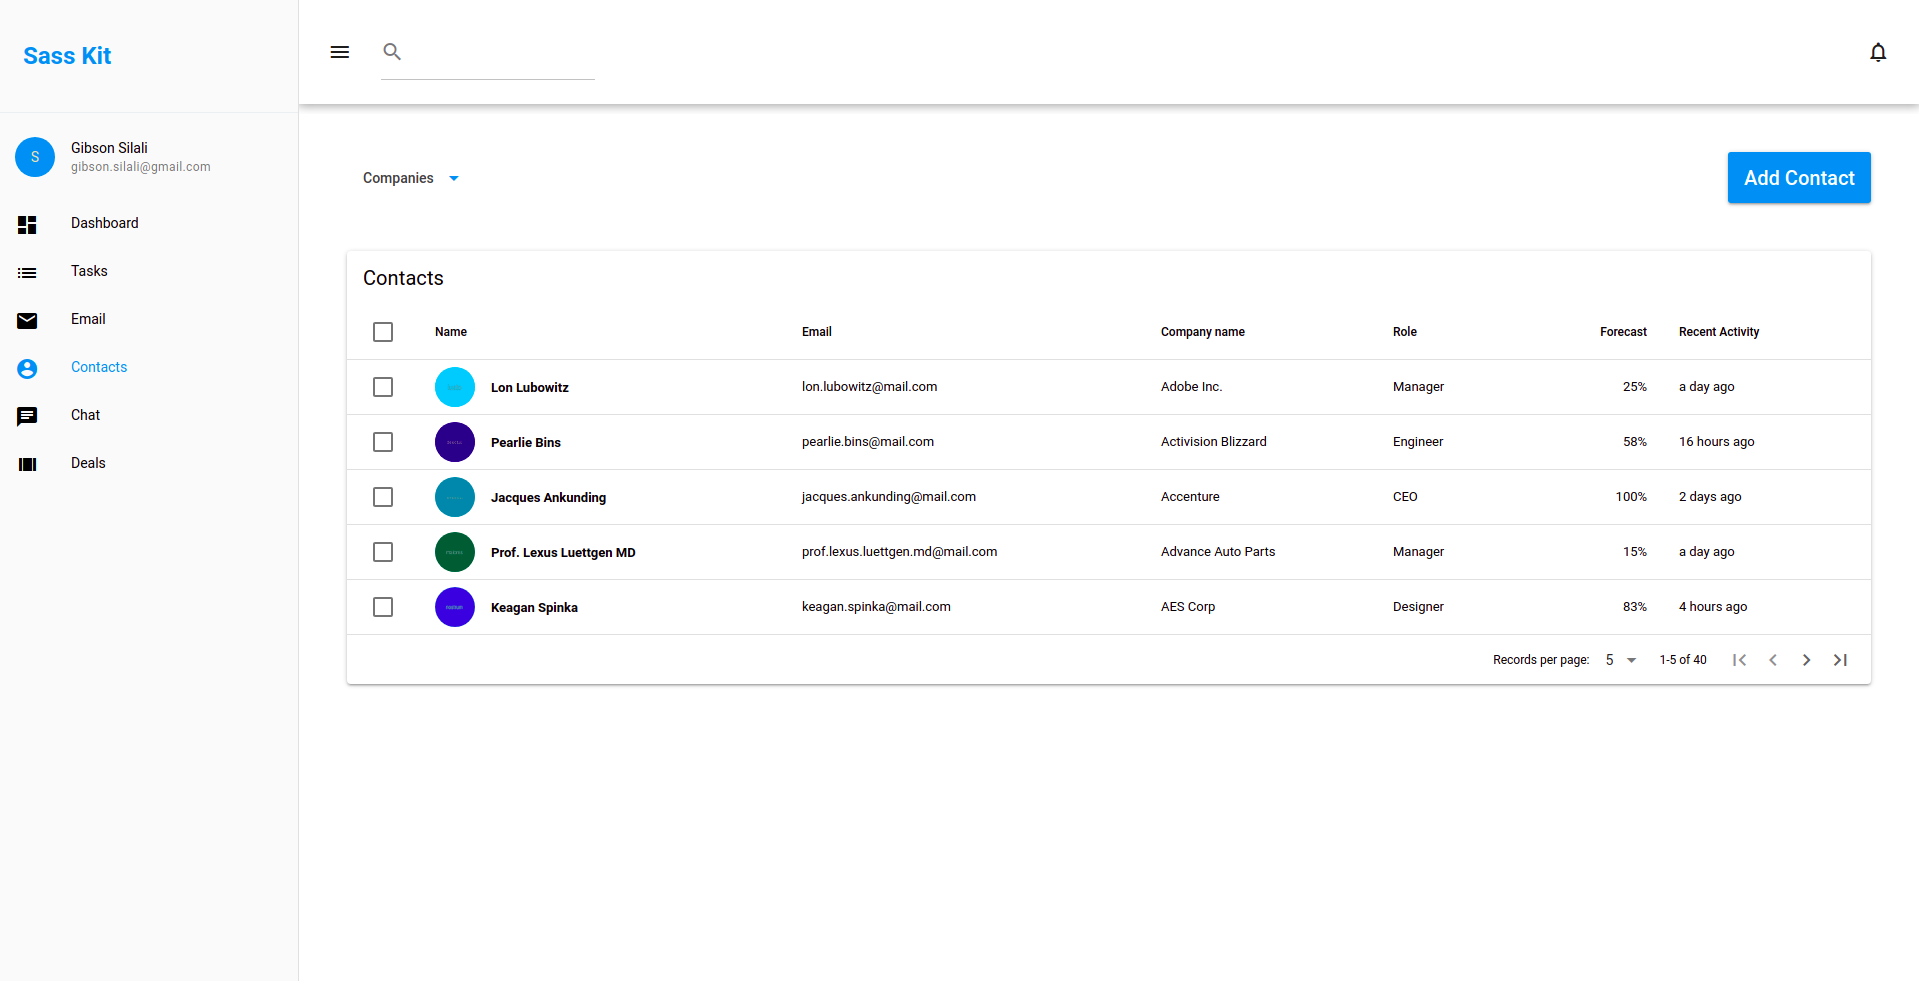 Sass Kit
S
Gibson Silali
gibson.silali@gmail.com
Dashboard
Tasks
Email
Contacts
Chat
Deals
Companies
Add Contact
Contacts
Name Email Company name Role Forecast Recent Activity
Lon Lubowitz lon.lubowitz@mail.com Adobe Inc. Manager 25% a day ago
Pearlie Bins pearlie.bins@mail.com Activision Blizzard Engineer 58% 16 hours ago
Jacques Ankunding jacques.ankunding@mail.com Accenture CEO 100% 2 days ago
Prof. Lexus Luettgen MD prof.lexus.luettgen.md@mail.com Advance Auto Parts Manager 15% a day ago
Keagan Spinka keagan.spinka@mail.com AES Corp Designer 83% 4 hours ago
Records per page: 5 1-5 of 40